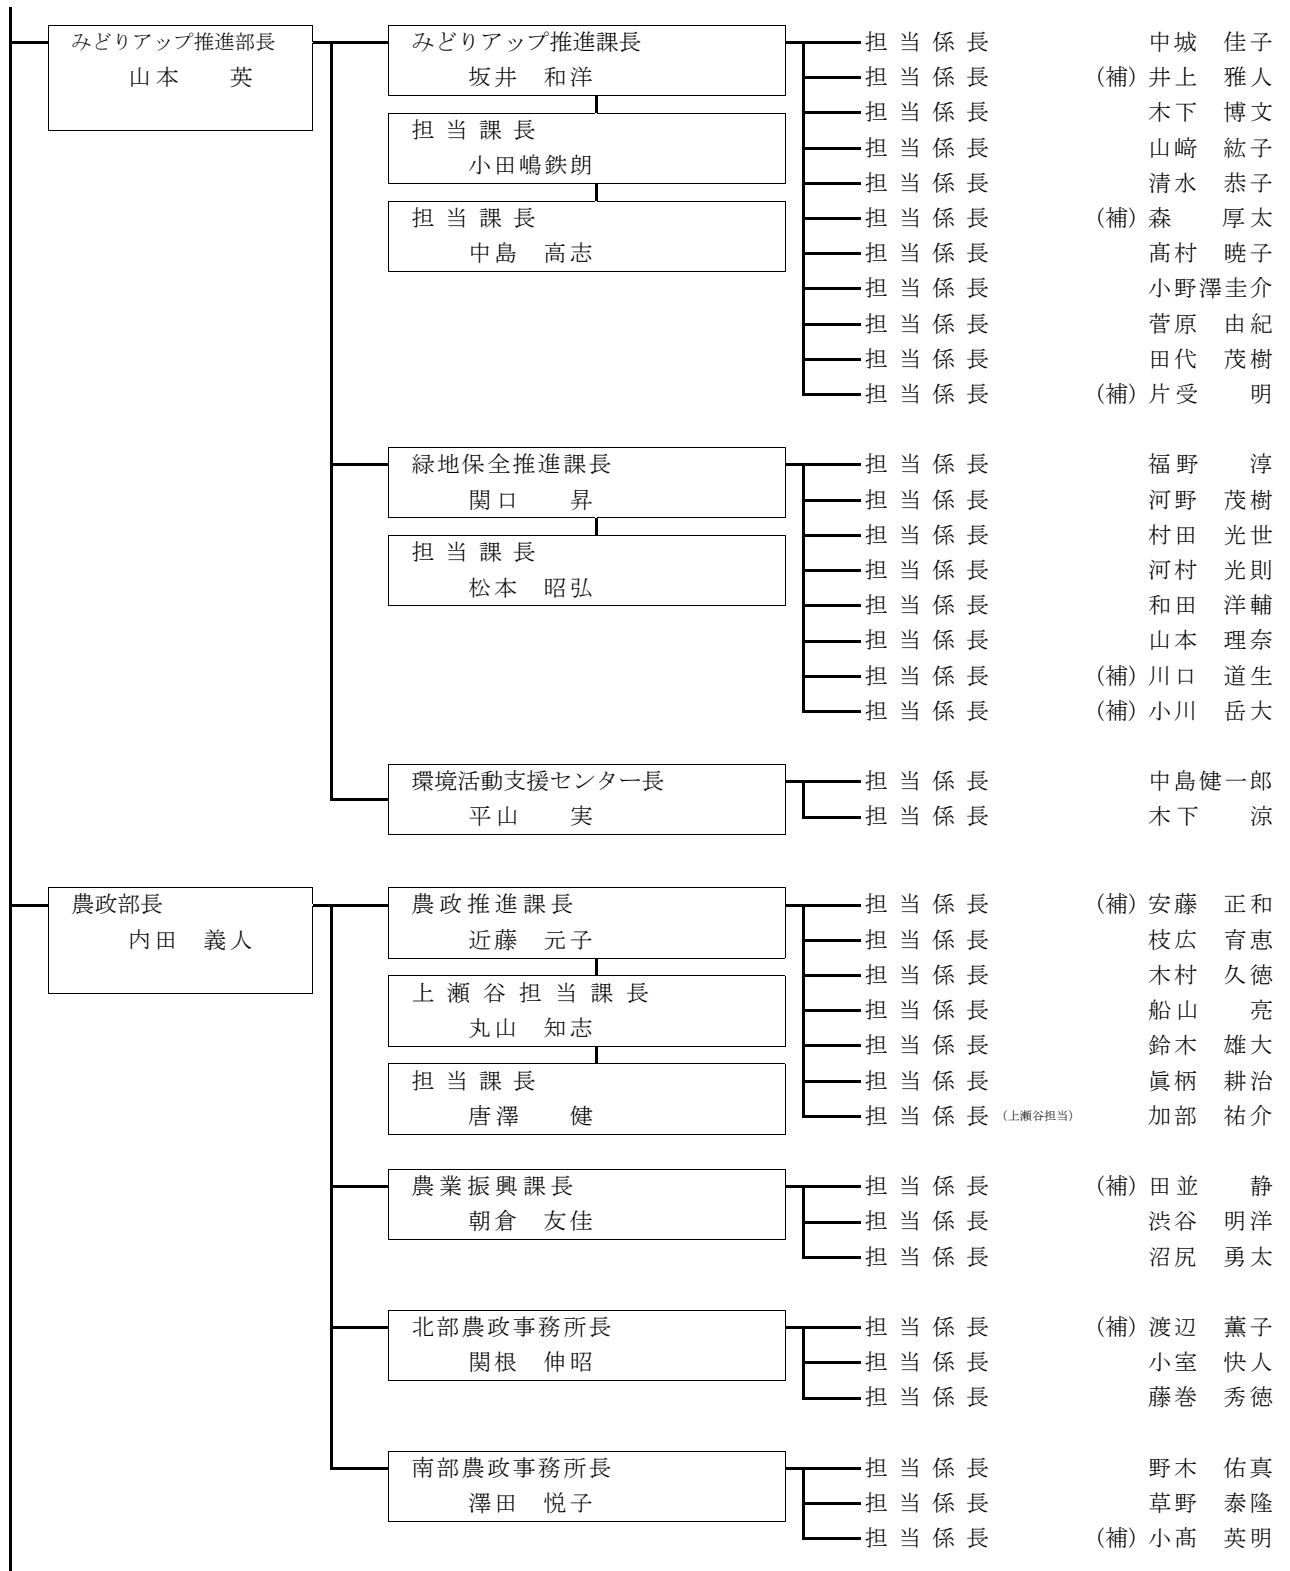 みどりアップ推進部長
山本　英
みどりアップ推進課長
坂井　和洋
担当課長
小田嶋鉄朗
担当課長
中島　高志
担当係長　中城　佳子
担当係長　(補) 井上　雅人
担当係長　木下　博文
担当係長　山﨑　紘子
担当係長　清水　恭子
担当係長　(補) 森　厚太
担当係長　髙村　暁子
担当係長　小野澤圭介
担当係長　菅原　由紀
担当係長　田代　茂樹
担当係長　(補) 片受　明
緑地保全推進課長
関口　昇
担当課長
松本　昭弘
担当係長　福野　淳
担当係長　河野　茂樹
担当係長　村田　光世
担当係長　河村　光則
担当係長　和田　洋輔
担当係長　山本　理奈
担当係長　(補) 川口　道生
担当係長　(補) 小川　岳大
環境活動支援センター長
平山　実
担当係長　中島健一郎
担当係長　木下　涼
農政部長
内田　義人
農政推進課長
近藤　元子
上瀬谷担当課長
丸山　知志
担当課長
唐澤　健
担当係長　(補) 安藤　正和
担当係長　枝広　育恵
担当係長　木村　久徳
担当係長　船山　亮
担当係長　鈴木　雄大
担当係長　眞柄　耕治
担当係長 (上瀬谷担当)　加部　祐介
農業振興課長
朝倉　友佳
担当係長　(補) 田並　静
担当係長　渋谷　明洋
担当係長　沼尻　勇太
北部農政事務所長
関根　伸昭
担当係長　(補) 渡辺　薫子
担当係長　小室　快人
担当係長　藤巻　秀徳
南部農政事務所長
澤田　悦子
担当係長　野木　佑真
担当係長　草野　泰隆
担当係長　(補) 小髙　英明